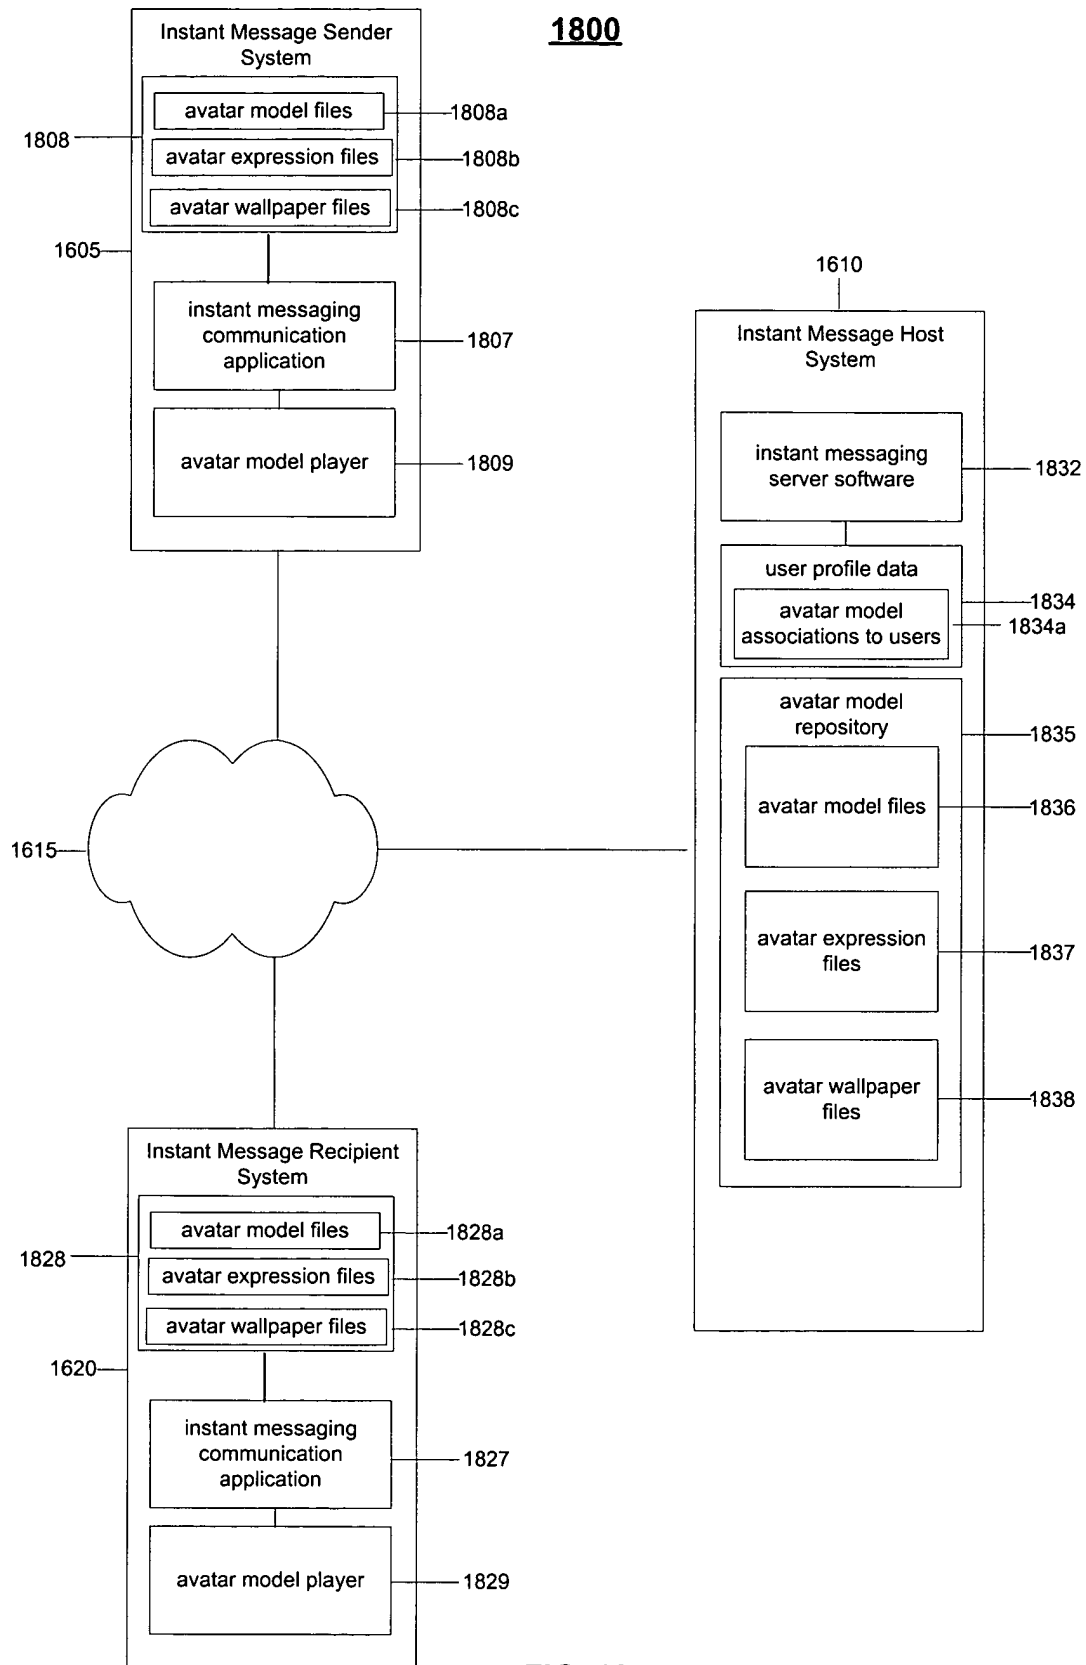 1800
Instant Message Sender
System
avatar model files
1808a
1808
avatar expression files
1808b
avatar wallpaper files
1808c
1605
instant messaging
communication
application
1807
avatar model player
1809
1610
Instant Message Host
System
instant messaging
server software
1832
user profile data
1834
avatar model
associations to users
1834a
avatar model
repository
1835
avatar model files
1836
avatar expression
files
1837
avatar wallpaper
files
1838
1615
Instant Message Recipient
System
avatar model files
1828a
1828
avatar expression files
1828b
avatar wallpaper files
1828c
1620
instant messaging
communication
application
1827
avatar model player
1829